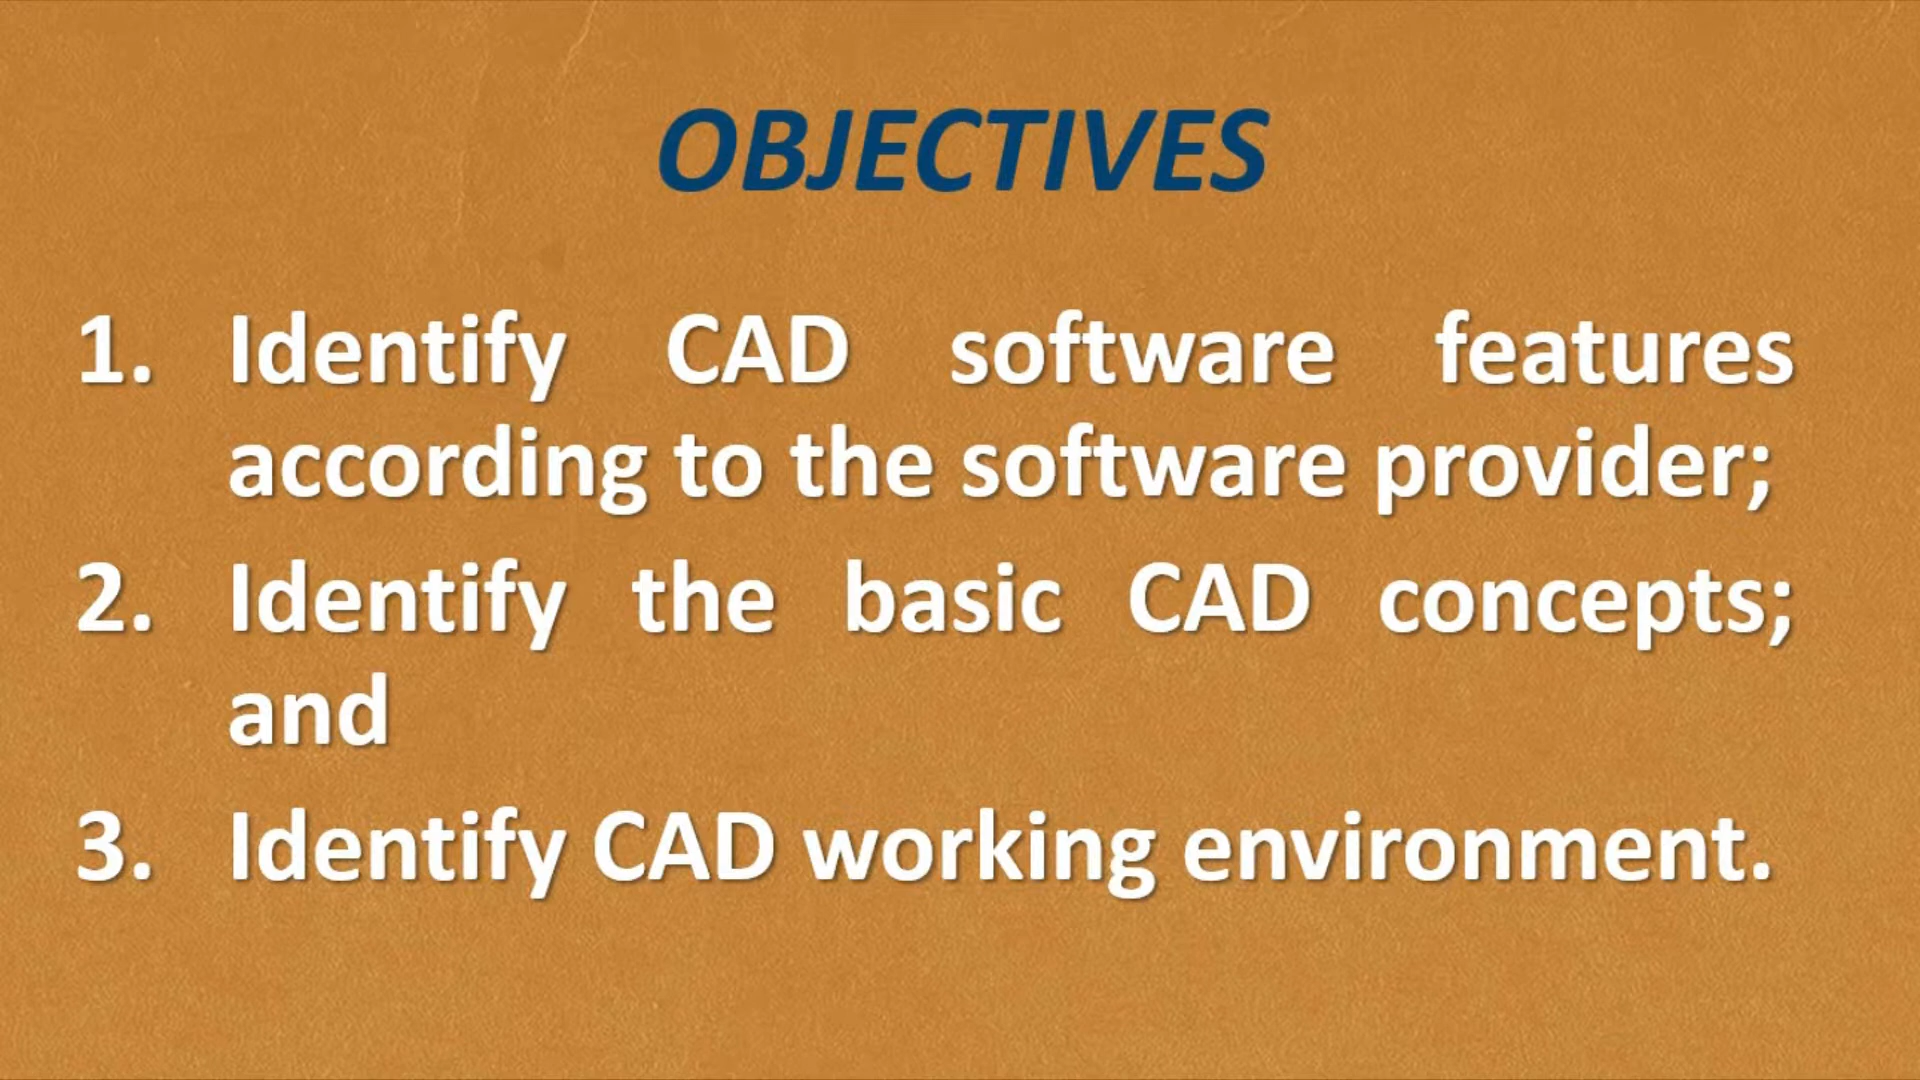 OBJECTIVES
1. Identify CAD software features
according to the software provider;
2. Identify the basic CAD concepts;
and
3. Identify CAD working environment.